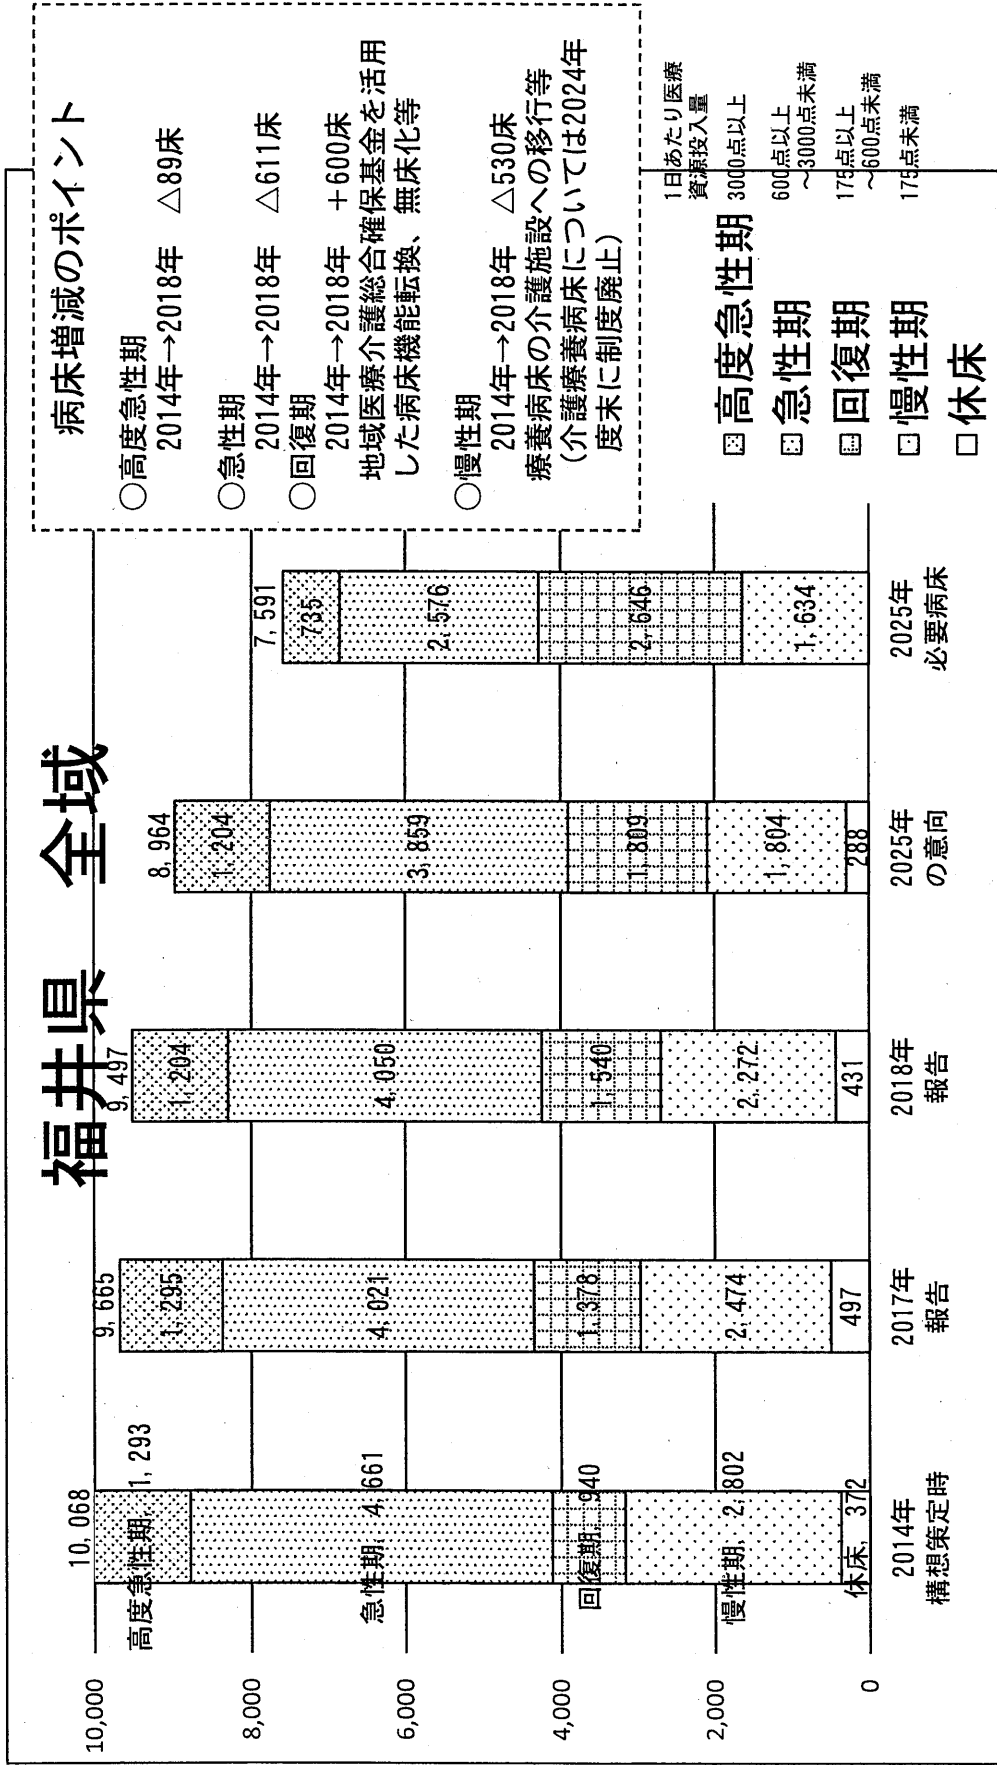 福井県 全域
10,000
8,000
6,000
4,000
2,000
0
10,068
高度急性期, 1,293
急性期, 4,661
回復期, 940
慢性期, 2,802
休床, 372
2014年
構想策定時
9,665
1,295
4,021
1,378
2,474
497
2017年
報告
9,497
1,204
4,050
1,540
2,272
431
2018年
報告
8,964
1,204
3,859
1,809
1,804
288
2025年
の意向
7,591
735
2,576
2,646
1,634
2025年
必要病床
病床増減のポイント
○高度急性期
2014年→2018年 △89床
○急性期
2014年→2018年 △611床
○回復期
2014年→2018年 +600床
地域医療介護総合確保基金を活用
した病床機能転換、無床化等
○慢性期
2014年→2018年 △530床
療養病床の介護施設への移行等
(介護療養病床については2024年
度末に制度廃止)
1日あたり医療
資源投入量
高度急性期 3000点以上
急性期 600点以上
~3000点未満
回復期 175点以上
~600点未満
慢性期 175点未満
休床